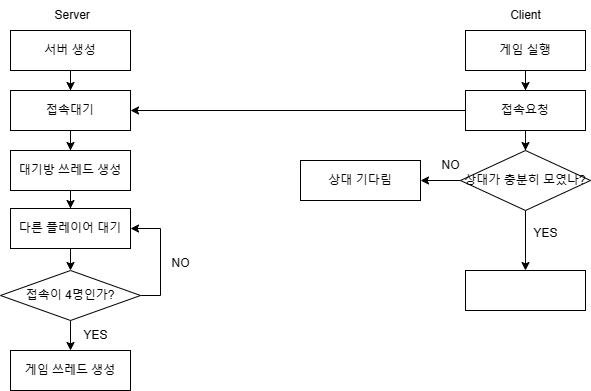 Server
Client
서버 생성
게임 실행
접속대기
접속요청
대기방 쓰레드 생성
NO
상대 기다림
상대가 충분히 모였나?
다른 플레이어 대기
YES
NO
접속이 4명인가?
YES
게임 쓰레드 생성